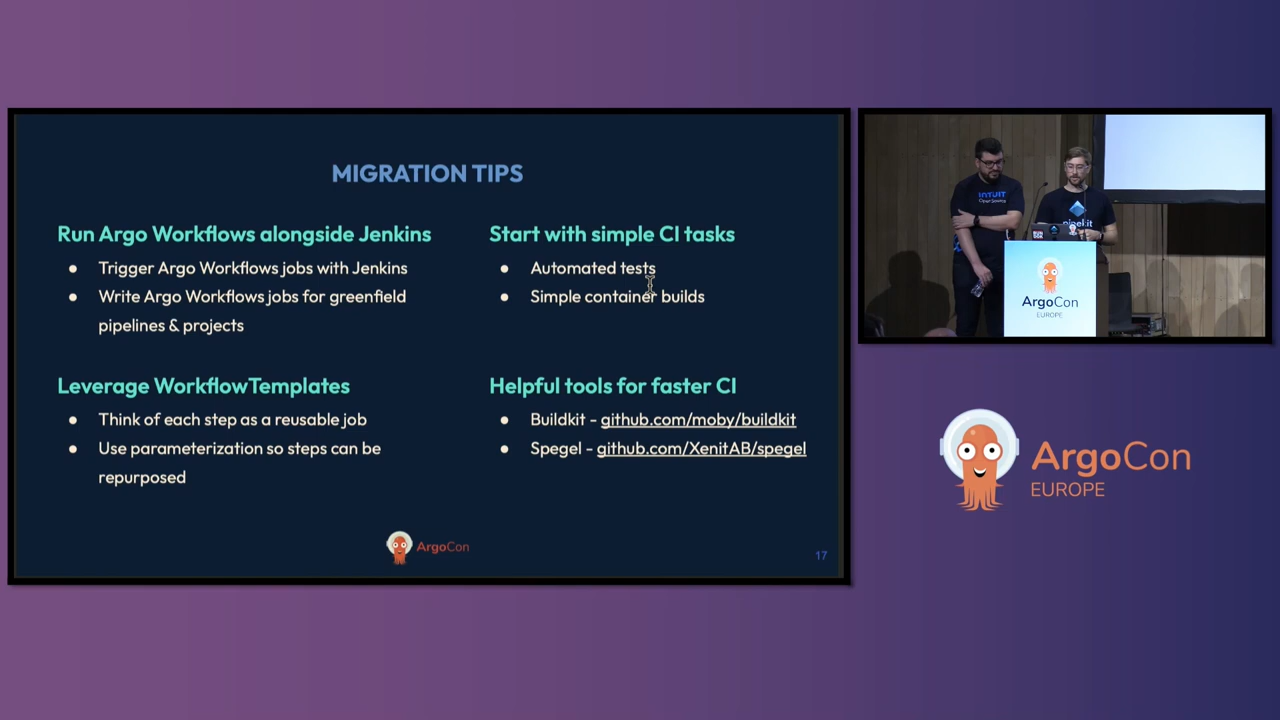 MIGRATION TIPS
Run Argo Workflows alongside Jenkins
● Trigger Argo Workflows jobs with Jenkins
● Write Argo Workflows jobs for greenfield
pipelines & projects
Start with simple CI tasks
● Automated tests
● Simple container builds
Leverage WorkflowTemplates
● Think of each step as a reusable job
● Use parameterization so steps can be
repurposed
Helpful tools for faster CI
● Buildkit - github.com/moby/buildkit
● Spegel - github.com/XenitAB/spegel
ArgoCon
17
INTUIT
Open Source
pipekit
ArgoCon
EUROPE
ArgoCon
EUROPE